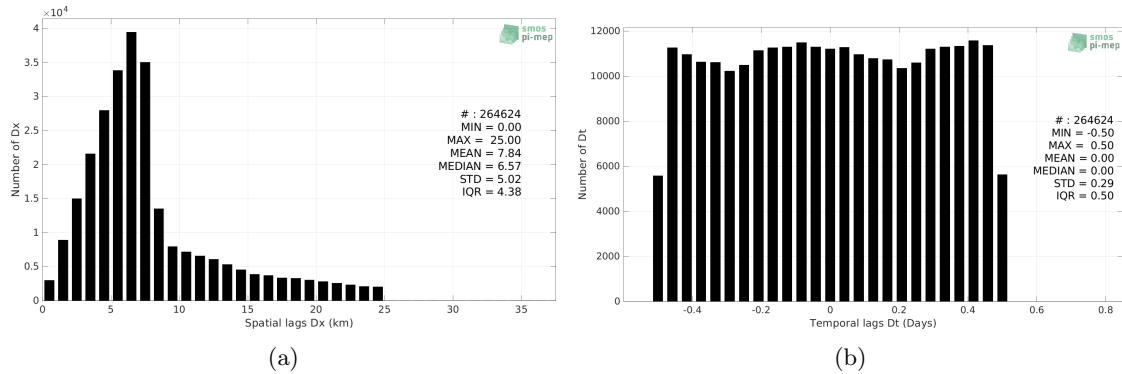 ×10⁴
4
3.5
3
2.5
2
1.5
1
0.5
0
Number of Dx
0 5 10 15 20 25 30 35
Spatial lags Dx (km)
smos
pi-mep
# : 264624
MIN = 0.00
MAX = 25.00
MEAN = 7.84
MEDIAN = 6.57
STD = 5.02
IQR = 4.38
(a)
12000
10000
8000
6000
4000
2000
0
Number of Dt
-0.4 -0.2 0 0.2 0.4 0.6 0.8
Temporal lags Dt (Days)
smos
pi-mep
# : 264624
MIN = -0.50
MAX = 0.50
MEAN = 0.00
MEDIAN = 0.00
STD = 0.29
IQR = 0.50
(b)